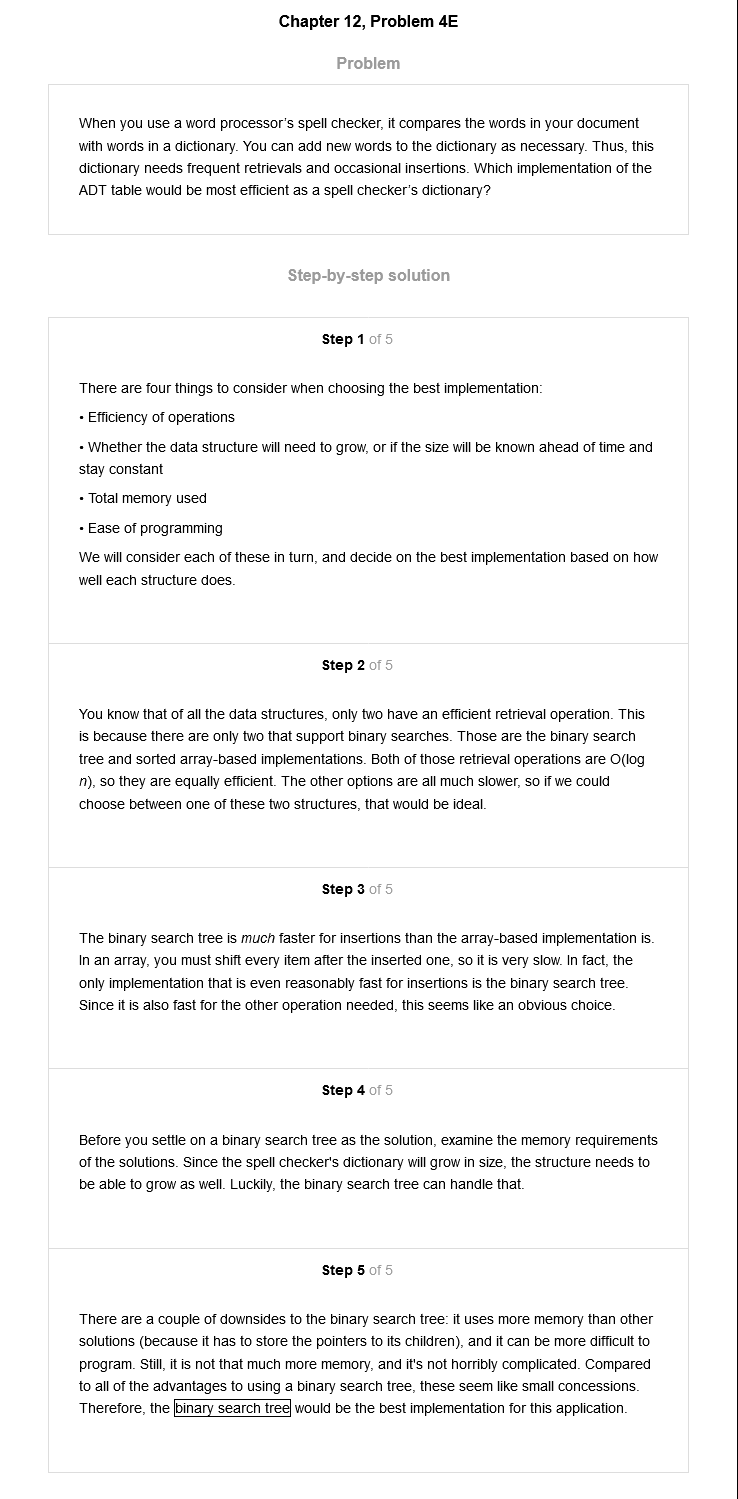 Chapter 12, Problem 4E
Problem
When you use a word processor’s spell checker, it compares the words in your document
with words in a dictionary. You can add new words to the dictionary as necessary. Thus, this
dictionary needs frequent retrievals and occasional insertions. Which implementation of the
ADT table would be most efficient as a spell checker’s dictionary?
Step-by-step solution
Step 1 of 5
There are four things to consider when choosing the best implementation:
• Efficiency of operations
• Whether the data structure will need to grow, or if the size will be known ahead of time and
stay constant
• Total memory used
• Ease of programming
We will consider each of these in turn, and decide on the best implementation based on how
well each structure does.
Step 2 of 5
You know that of all the data structures, only two have an efficient retrieval operation. This
is because there are only two that support binary searches. Those are the binary search
tree and sorted array-based implementations. Both of those retrieval operations are O(log
n), so they are equally efficient. The other options are all much slower, so if we could
choose between one of these two structures, that would be ideal.
Step 3 of 5
The binary search tree is much faster for insertions than the array-based implementation is.
In an array, you must shift every item after the inserted one, so it is very slow. In fact, the
only implementation that is even reasonably fast for insertions is the binary search tree.
Since it is also fast for the other operation needed, this seems like an obvious choice.
Step 4 of 5
Before you settle on a binary search tree as the solution, examine the memory requirements
of the solutions. Since the spell checker's dictionary will grow in size, the structure needs to
be able to grow as well. Luckily, the binary search tree can handle that.
Step 5 of 5
There are a couple of downsides to the binary search tree: it uses more memory than other
solutions (because it has to store the pointers to its children), and it can be more difficult to
program. Still, it is not that much more memory, and it's not horribly complicated. Compared
to all of the advantages to using a binary search tree, these seem like small concessions.
Therefore, the binary search tree would be the best implementation for this application.